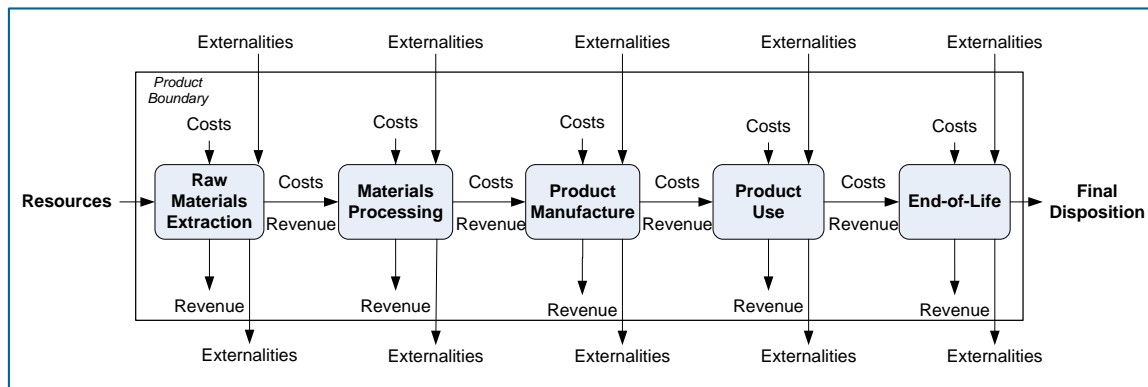 Externalities Externalities Externalities Externalities Externalities
Product
Boundary
Costs Costs Costs Costs Costs
Resources
Raw
Materials
Extraction
Costs
Revenue
Materials
Processing
Costs
Revenue
Product
Manufacture
Costs
Revenue
Product
Use
Costs
Revenue
End-of-Life
Final
Disposition
Revenue Revenue Revenue Revenue Revenue
Externalities Externalities Externalities Externalities Externalities